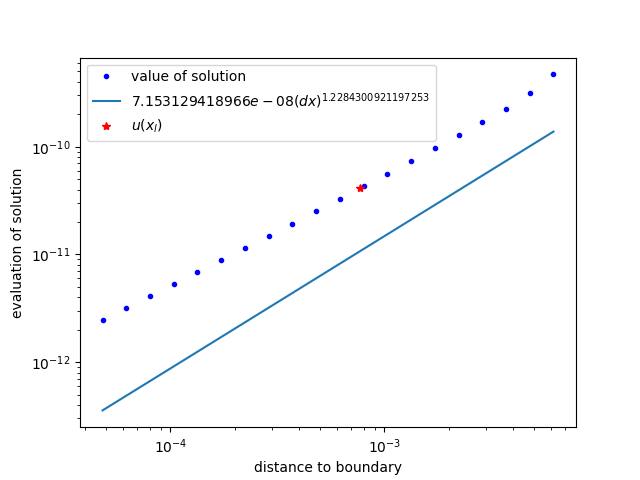 value of solution
7.153129418966e − 08(dx)^1.2284300921197253
u(x_l)
10^−10
10^−11
10^−12
evaluation of solution
10^−4
10^−3
distance to boundary